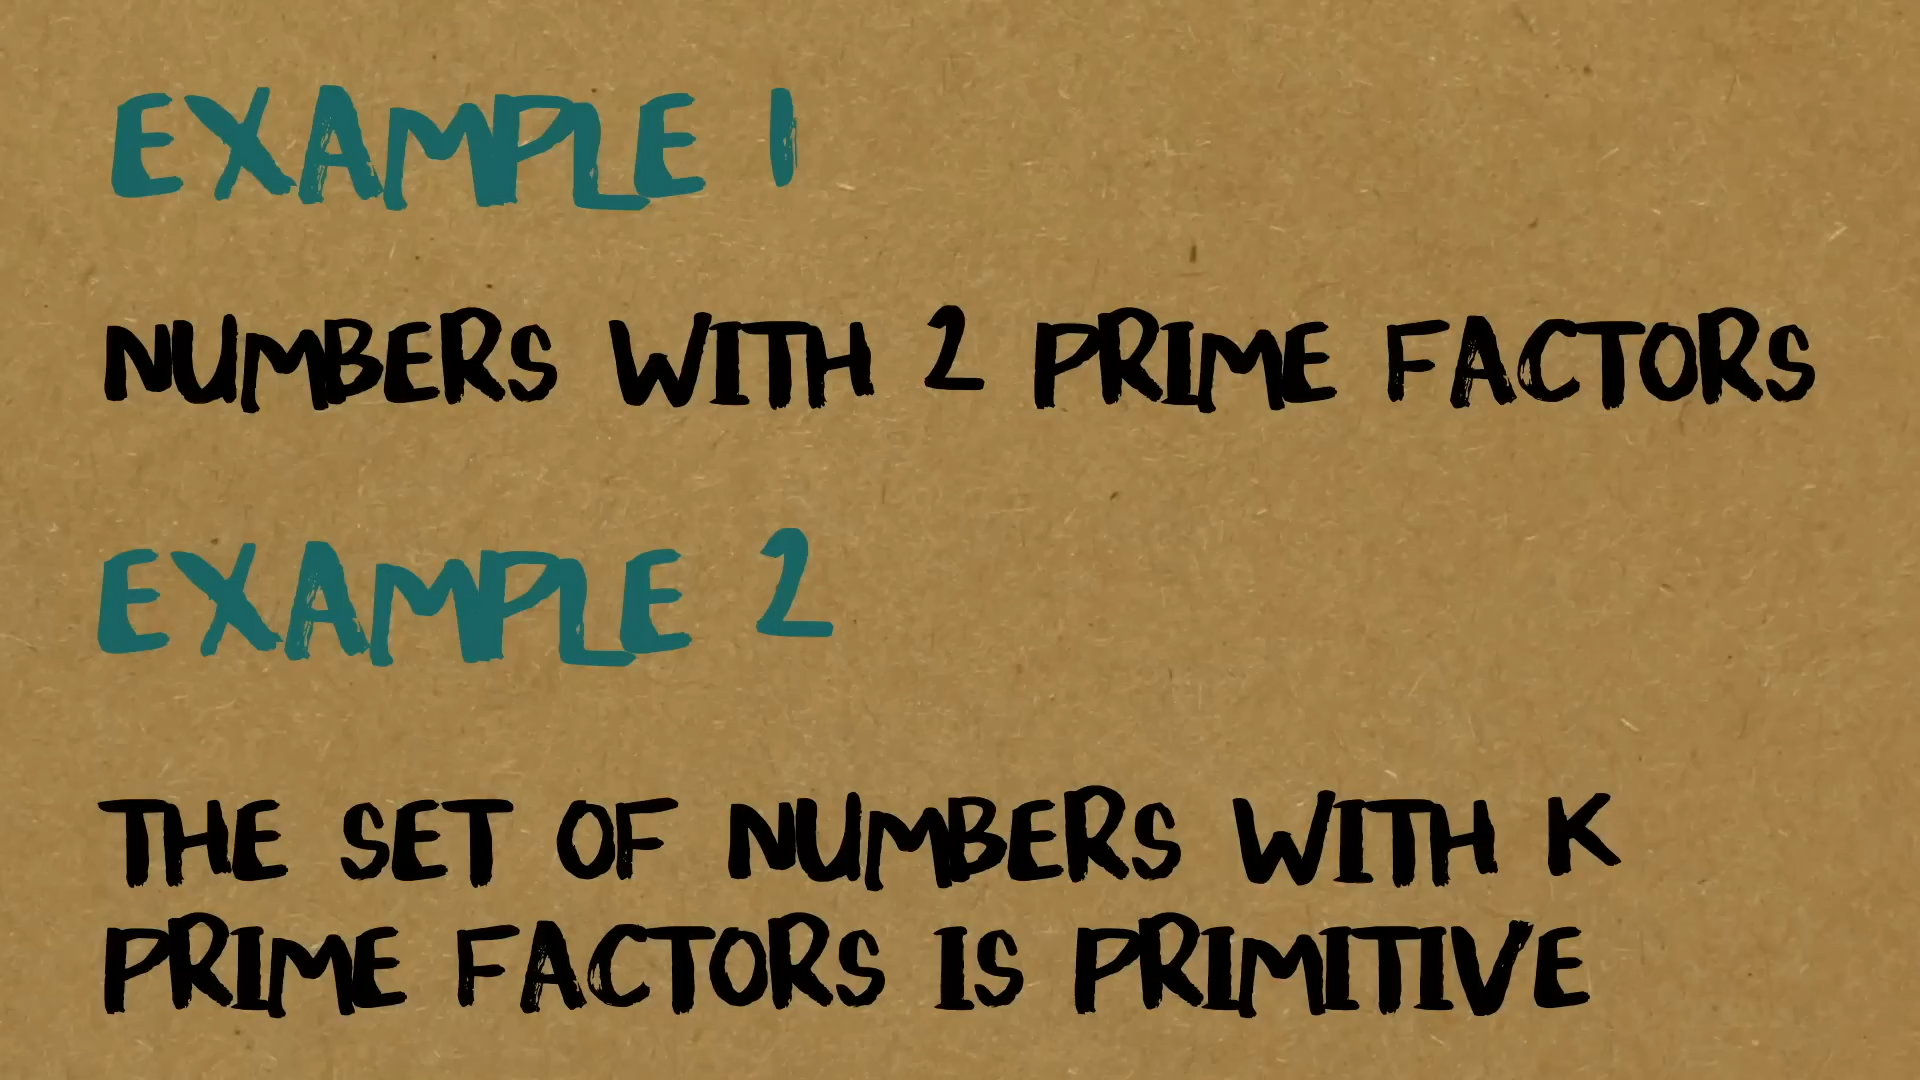 EXAMPLE 1
NUMBERS WITH 2 PRIME FACTORS
EXAMPLE 2
THE SET OF NUMBERS WITH K
PRIME FACTORS IS PRIMITIVE